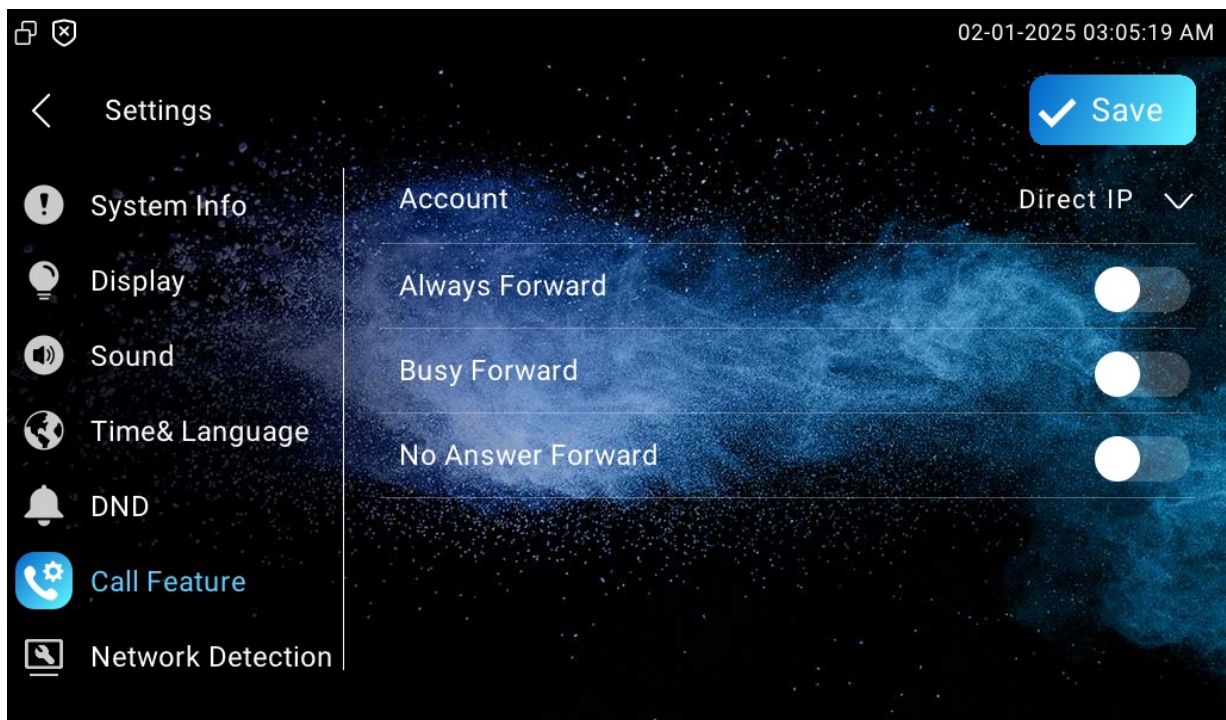 02-01-2025 03:05:19 AM
Settings
Save
System Info
Display
Sound
Time& Language
DND
Call Feature
Network Detection
Account
Direct IP
Always Forward
Busy Forward
No Answer Forward